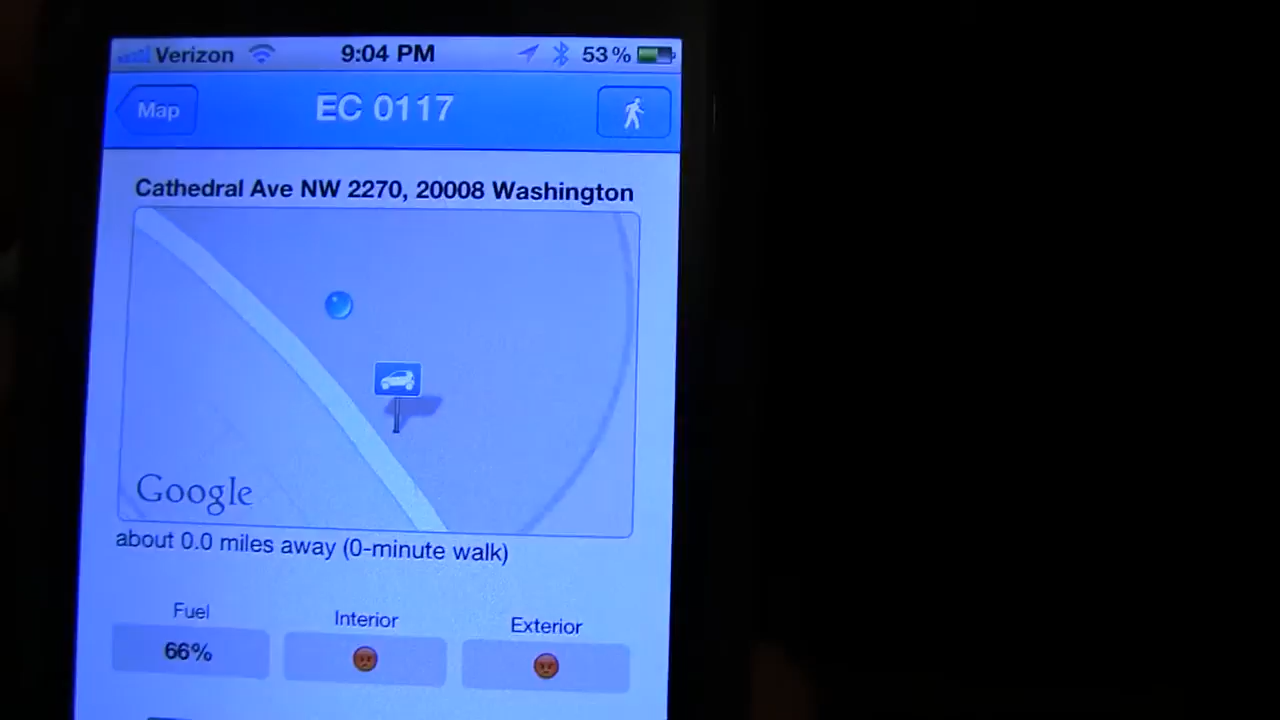 Verizon 9:04 PM 53%
Map EC 0117
Cathedral Ave NW 2270, 20008 Washington
Google
about 0.0 miles away (0-minute walk)
Fuel Interior Exterior
66%